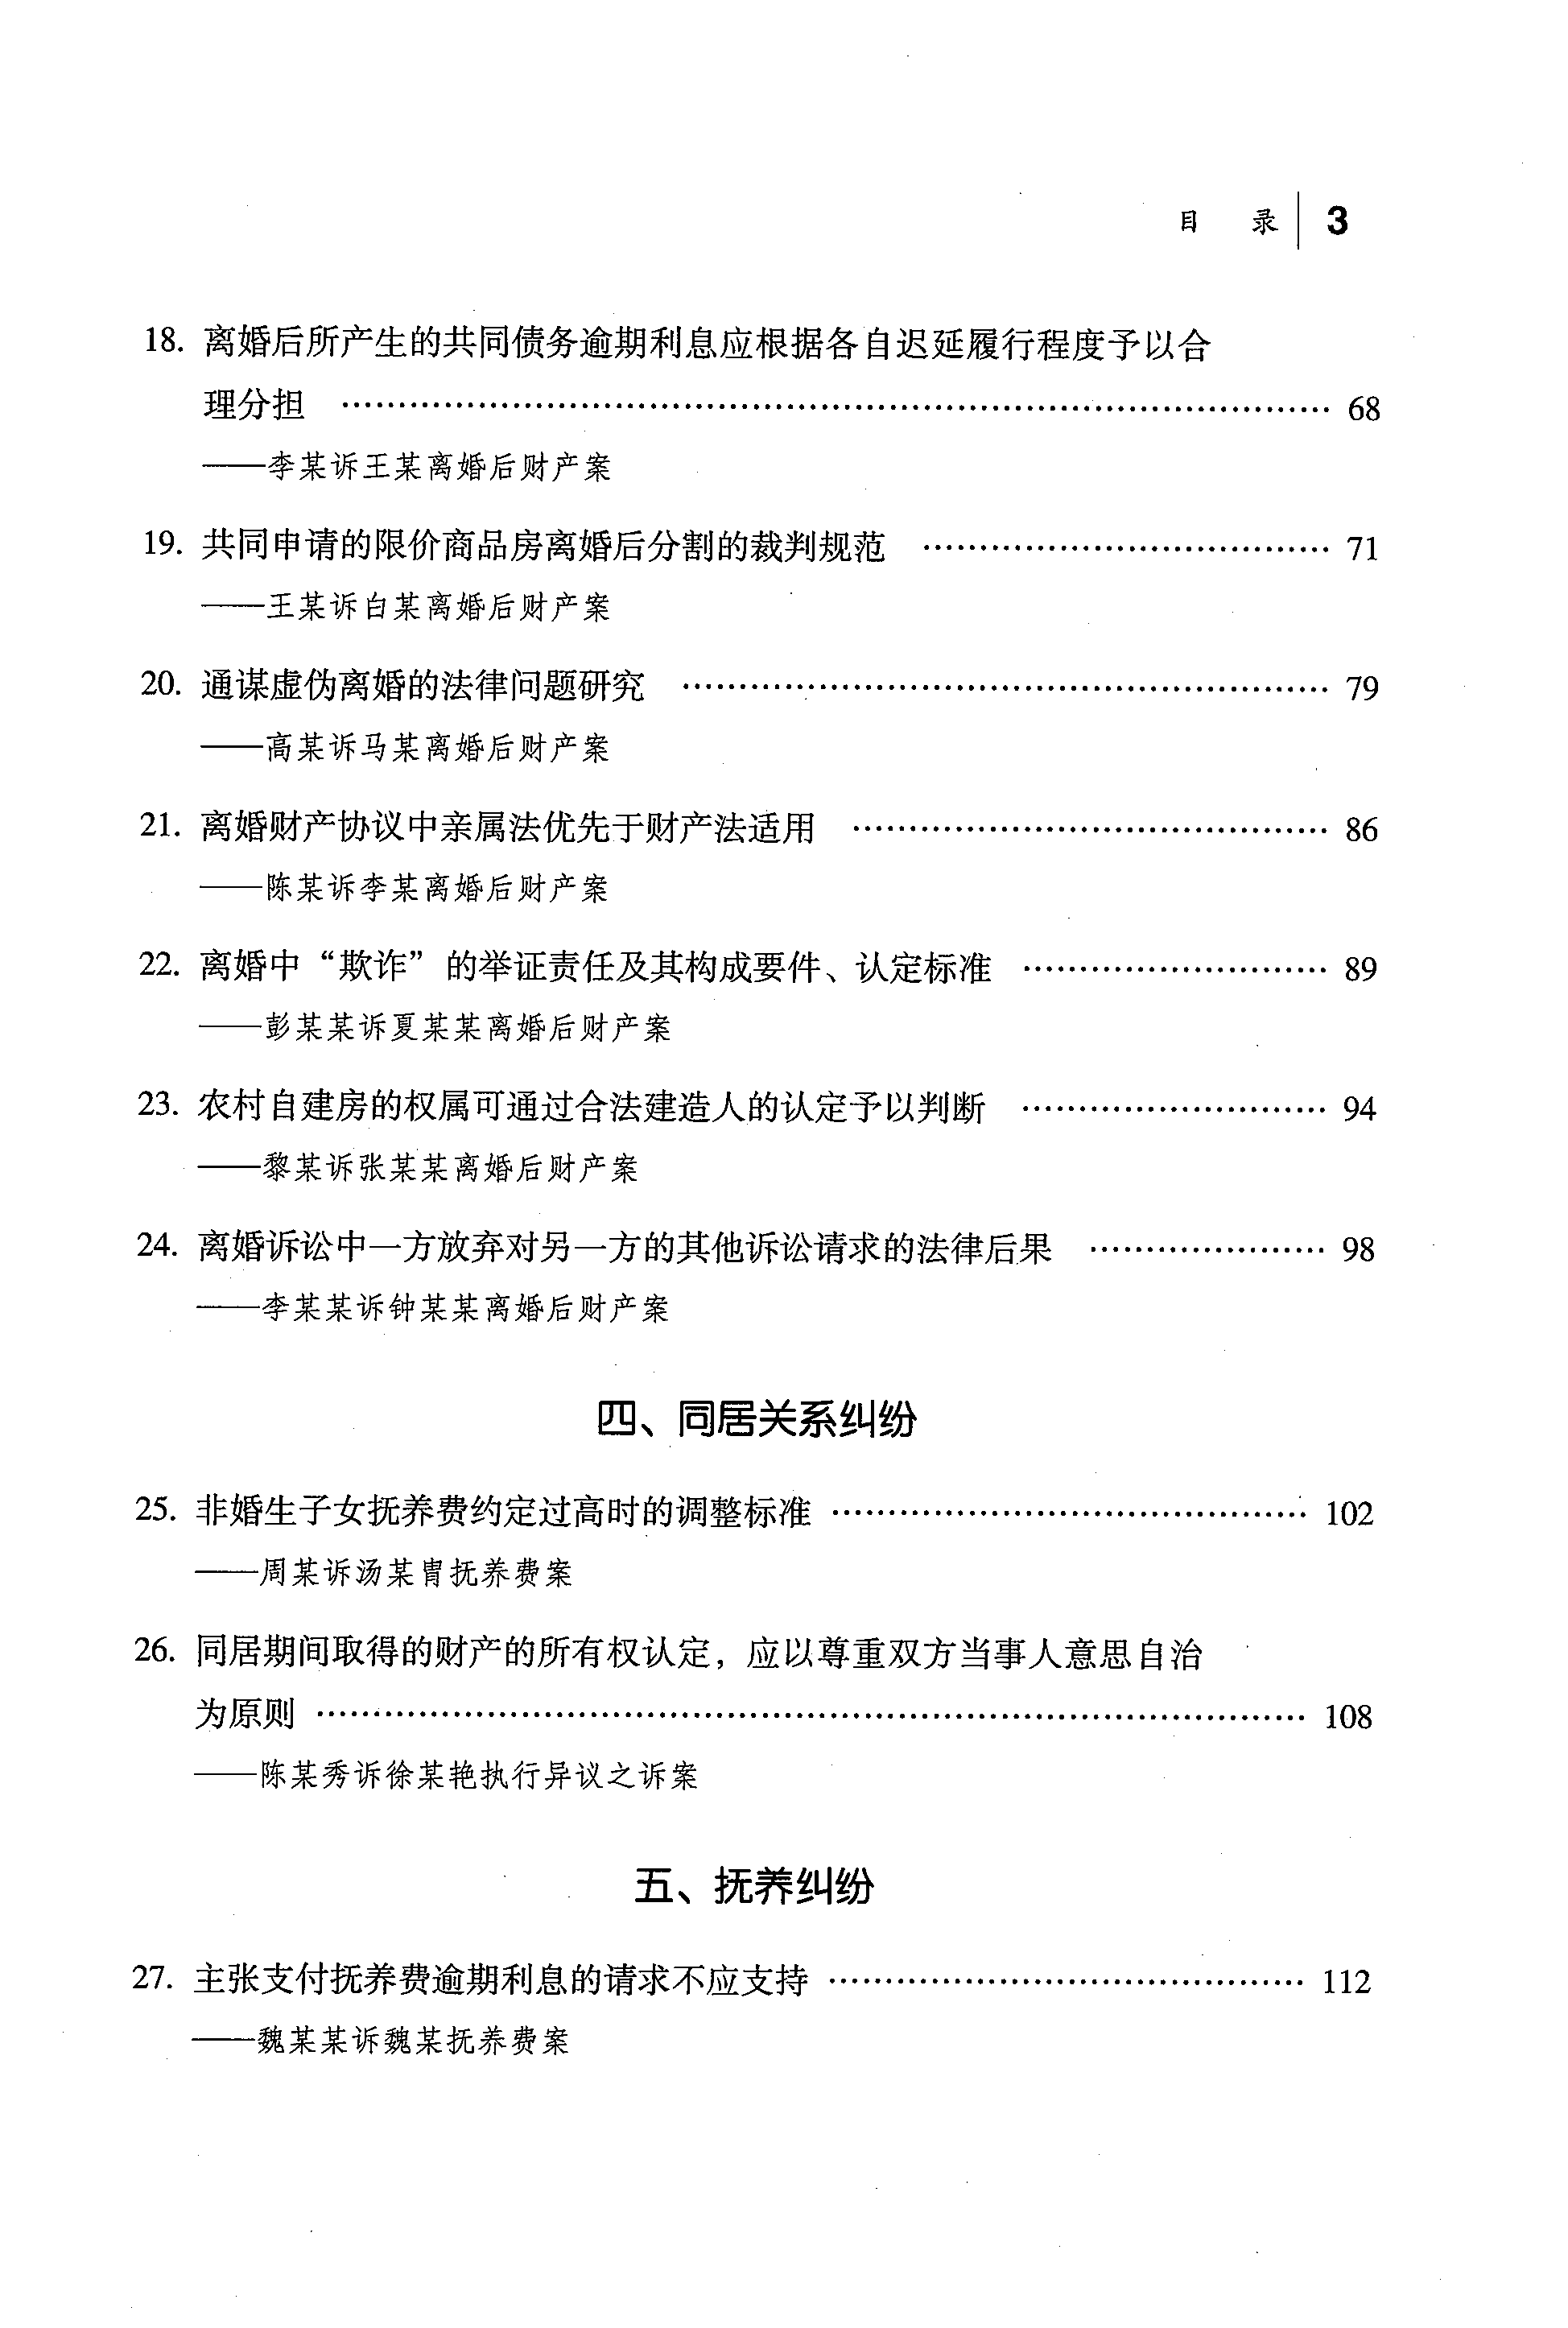 目 录 3
18. 离婚后所产生的共同债务逾期利息应根据各自迟延履行程度予以合
理分担 …………………………………………………………………… 68
——李某诉王某离婚后财产案
19. 共同申请的限价商品房离婚后分割的裁判规范 …………………………… 71
——王某诉白某离婚后财产案
20. 通谋虚伪离婚的法律问题研究 ……………………………………………… 79
——高某诉马某离婚后财产案
21. 离婚财产协议中亲属法优先于财产法适用 ………………………………… 86
——陈某诉李某离婚后财产案
22. 离婚中“欺诈”的举证责任及其构成要件、认定标准 ……………………… 89
——彭某某诉夏某某离婚后财产案
23. 农村自建房的权属可通过合法建造人的认定予以判断 ……………………… 94
——黎某诉张某某离婚后财产案
24. 离婚诉讼中一方放弃对另一方的其他诉讼请求的法律后果 ………………… 98
——李某某诉钟某某离婚后财产案
四、同居关系纠纷
25. 非婚生子女抚养费约定过高时的调整标准 ………………………………… 102
——周某诉汤某胄抚养费案
26. 同居期间取得的财产的所有权认定，应以尊重双方当事人意思自治
为原则 …………………………………………………………………… 108
——陈某秀诉徐某艳执行异议之诉案
五、抚养纠纷
27. 主张支付抚养费逾期利息的请求不应支持 ………………………………… 112
——魏某某诉魏某抚养费案